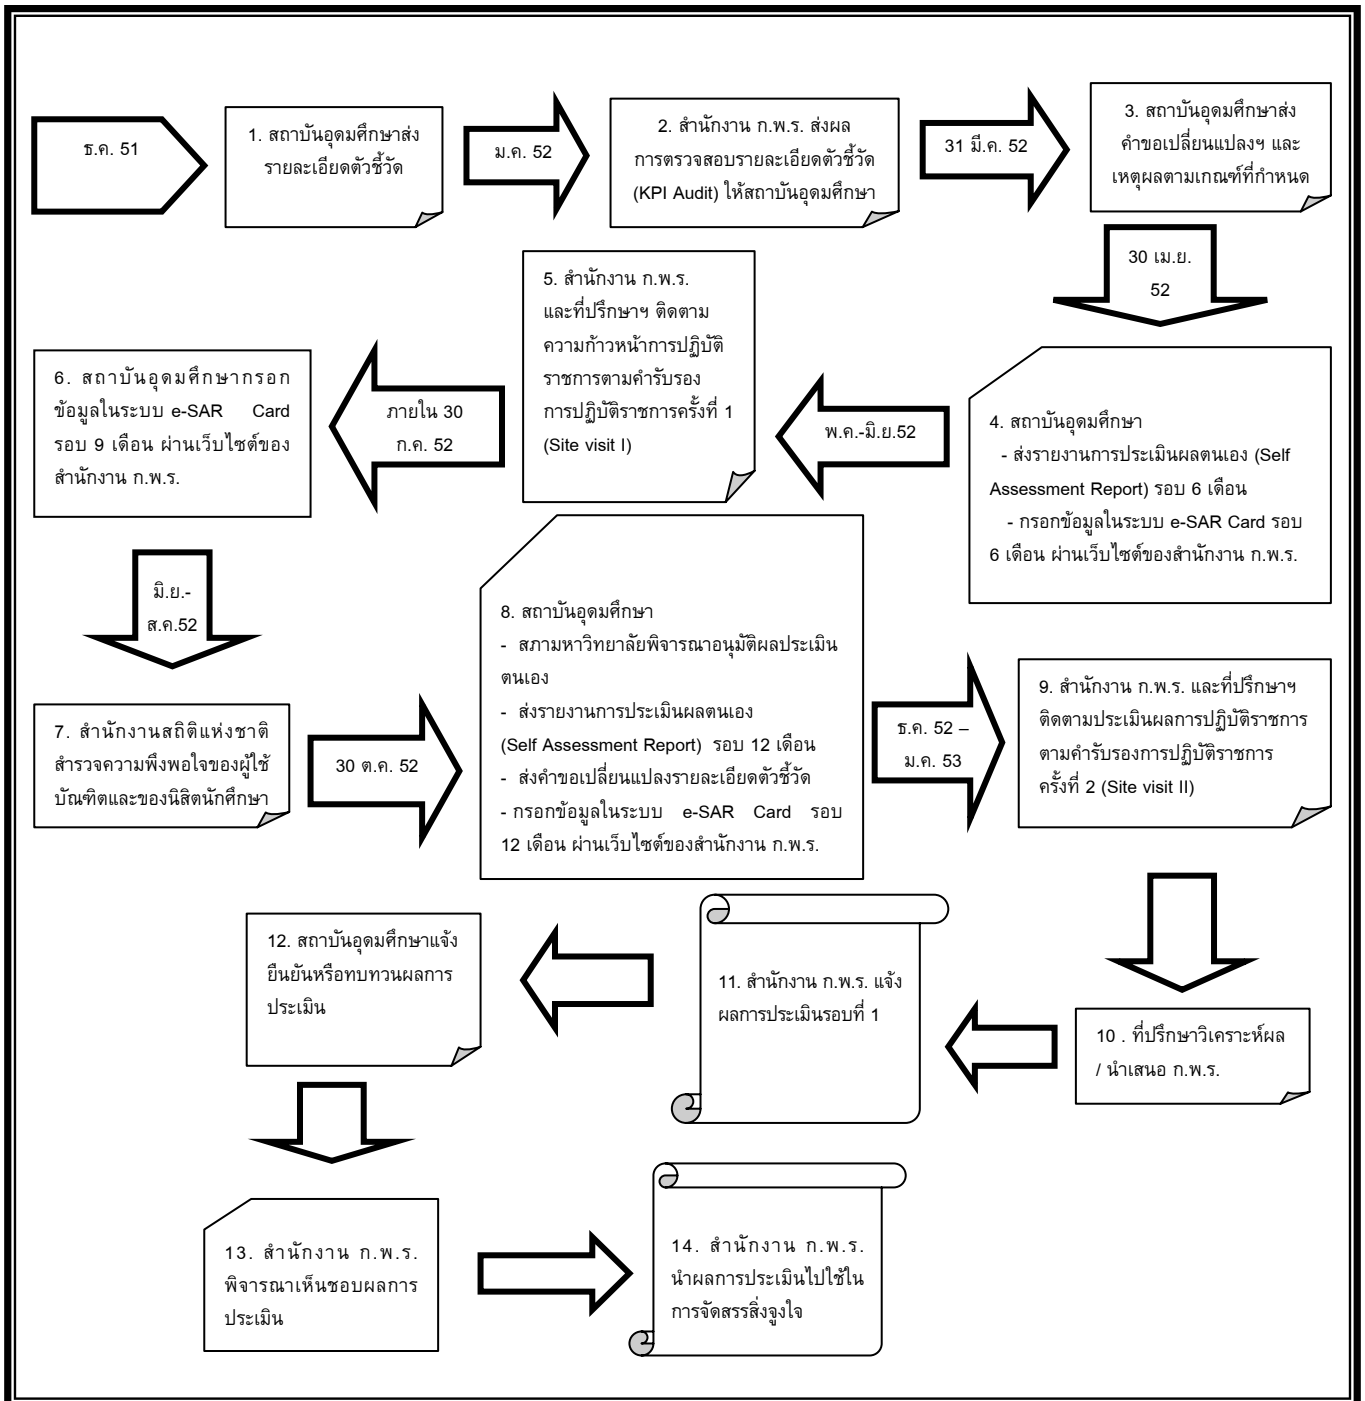 ธ.ค. 51
1. สถาบันอุดมศึกษาส่ง
รายละเอียดตัวชี้วัด
ม.ค. 52
2. สำนักงาน ก.พ.ร. ส่งผล
การตรวจสอบรายละเอียดตัวชี้วัด
(KPI Audit) ให้สถาบันอุดมศึกษา
31 มี.ค. 52
3. สถาบันอุดมศึกษาส่ง
คำขอเปลี่ยนแปลงฯ และ
เหตุผลตามเกณฑ์ที่กำหนด
30 เม.ย.
52
4. สถาบันอุดมศึกษา
- ส่งรายงานการประเมินผลตนเอง (Self
Assessment Report) รอบ 6 เดือน
- กรอกข้อมูลในระบบ e-SAR Card รอบ
6 เดือน ผ่านเว็บไซต์ของสำนักงาน ก.พ.ร.
พ.ค.-มิ.ย.52
5. สำนักงาน ก.พ.ร.
และที่ปรึกษาฯ ติดตาม
ความก้าวหน้าการปฏิบัติ
ราชการตามคำรับรอง
การปฏิบัติราชการครั้งที่ 1
(Site visit I)
ภายใน 30
ก.ค. 52
6. สถาบันอุดมศึกษากรอก
ข้อมูลในระบบ e-SAR Card
รอบ 9 เดือน ผ่านเว็บไซต์ของ
สำนักงาน ก.พ.ร.
มิ.ย.-
ส.ค.52
7. สำนักงานสถิติแห่งชาติ
สำรวจความพึงพอใจของผู้ใช้
บัณฑิตและของนิสิตนักศึกษา
30 ต.ค. 52
8. สถาบันอุดมศึกษา
- สภามหาวิทยาลัยพิจารณาอนุมัติผลประเมิน
ตนเอง
- ส่งรายงานการประเมินผลตนเอง
(Self Assessment Report) รอบ 12 เดือน
- ส่งคำขอเปลี่ยนแปลงรายละเอียดตัวชี้วัด
- กรอกข้อมูลในระบบ e-SAR Card รอบ
12 เดือน ผ่านเว็บไซต์ของสำนักงาน ก.พ.ร.
ธ.ค. 52 –
ม.ค. 53
9. สำนักงาน ก.พ.ร. และที่ปรึกษาฯ
ติดตามประเมินผลการปฏิบัติราชการ
ตามคำรับรองการปฏิบัติราชการ
ครั้งที่ 2 (Site visit II)
10 . ที่ปรึกษาวิเคราะห์ผล
/ นำเสนอ ก.พ.ร.
11. สำนักงาน ก.พ.ร. แจ้ง
ผลการประเมินรอบที่ 1
12. สถาบันอุดมศึกษาแจ้ง
ยืนยันหรือทบทวนผลการ
ประเมิน
13. สำนักงาน ก.พ.ร.
พิจารณาเห็นชอบผลการ
ประเมิน
14. สำนักงาน ก.พ.ร.
นำผลการประเมินไปใช้ใน
การจัดสรรสิ่งจูงใจ